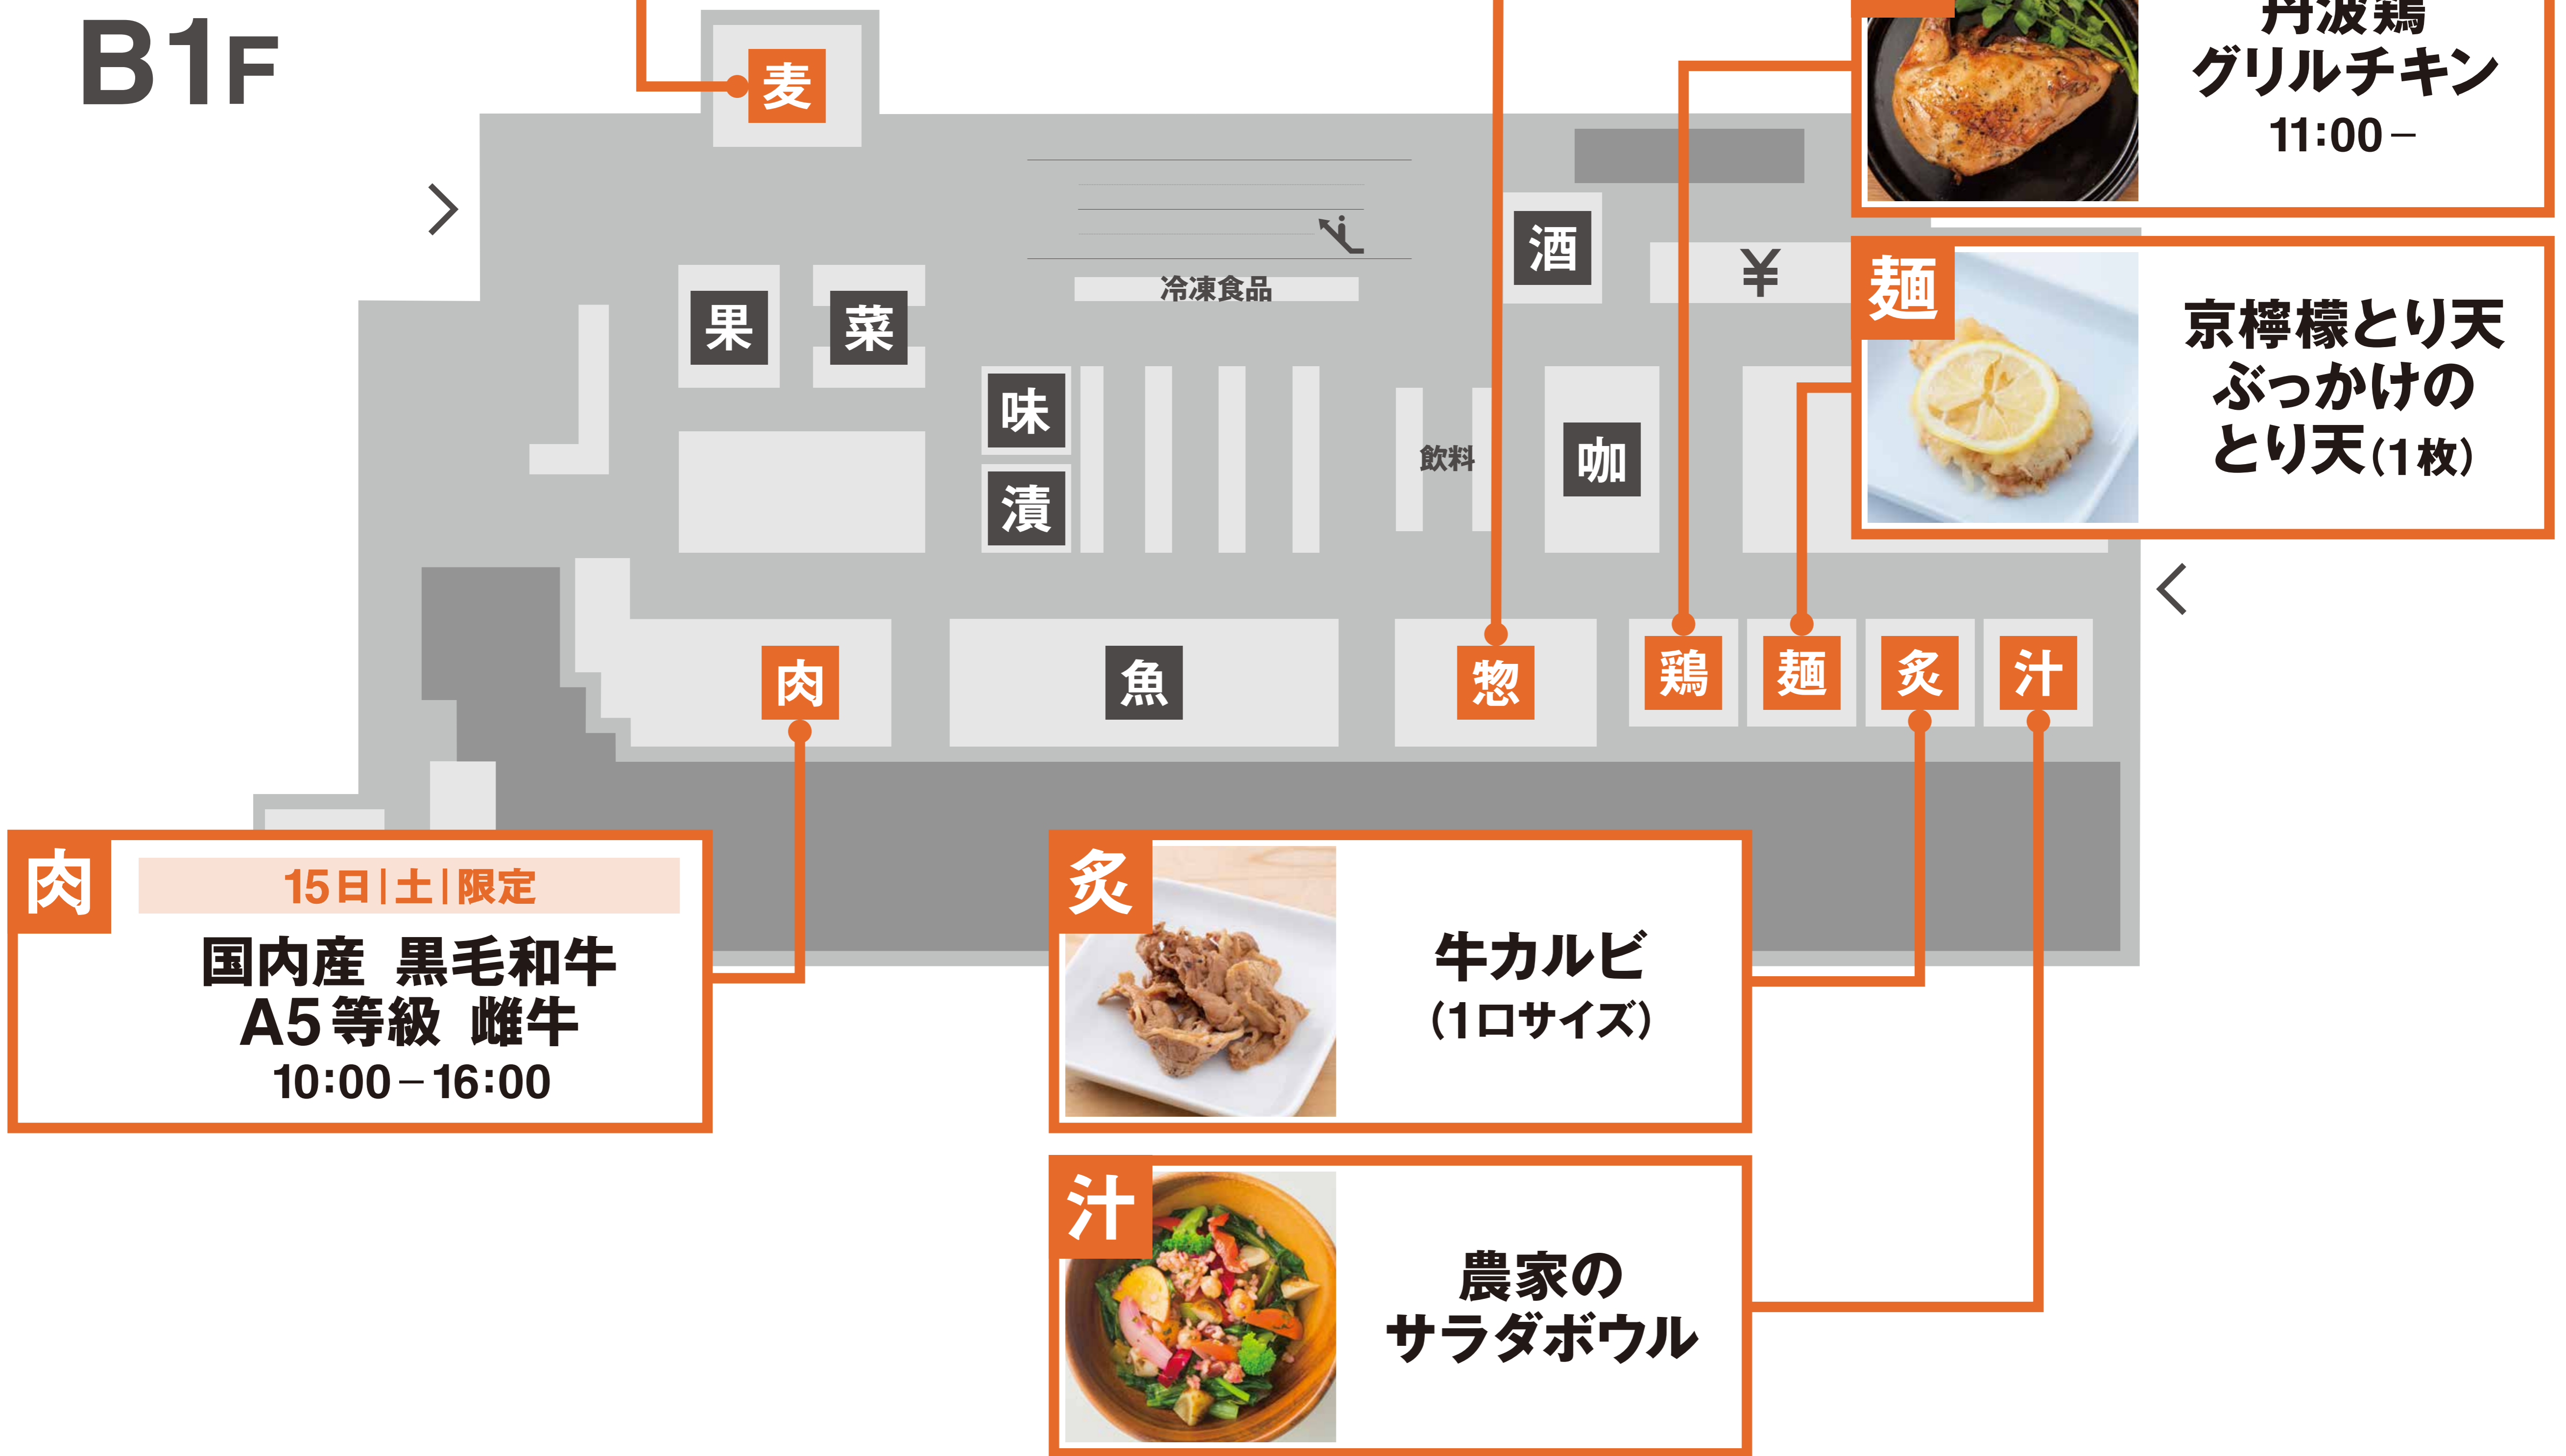 B1F
麦
丹波鶏
グリルチキン
11:00–
酒
¥
冷凍食品
果
菜
麺
京檸檬とり天
ぶっかけの
とり天(1枚)
味
漬
飲料
咖
肉
魚
惣
鶏
麺
炙
汁
肉
15日|土|限定
国内産 黒毛和牛
A5等級 雌牛
10:00–16:00
炙
牛カルビ
(1口サイズ)
汁
農家の
サラダボウル